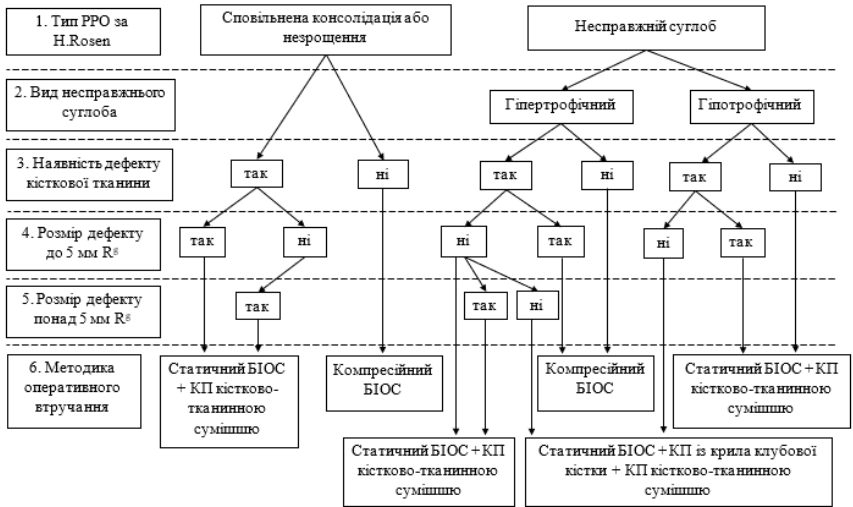 1. Тип РРО за
H.Rosen
Сповільнена консолідація або
незрощення
Несправжній суглоб
2. Вид несправжнього
суглоба
Гіпертрофічний
Гіпотрофічний
3. Наявність дефекту
кісткової тканини
так
ні
так
ні
так
ні
4. Розмір дефекту
до 5 мм Rg
так
ні
ні
так
ні
так
5. Розмір дефекту
понад 5 мм Rg
так
так
ні
6. Методика
оперативного
втручання
Статичний БІОС
+ КП кістково-
тканинною
сумішшю
Компресійний
БІОС
Компресійний
БІОС
Статичний БІОС +КП
кістково-тканинною
сумішшю
Статичний БІОС +КП
кістково-тканинною
сумішшю
Статичний БІОС +КП із крила клубової
кістки + КП кістково-тканинною
сумішшю